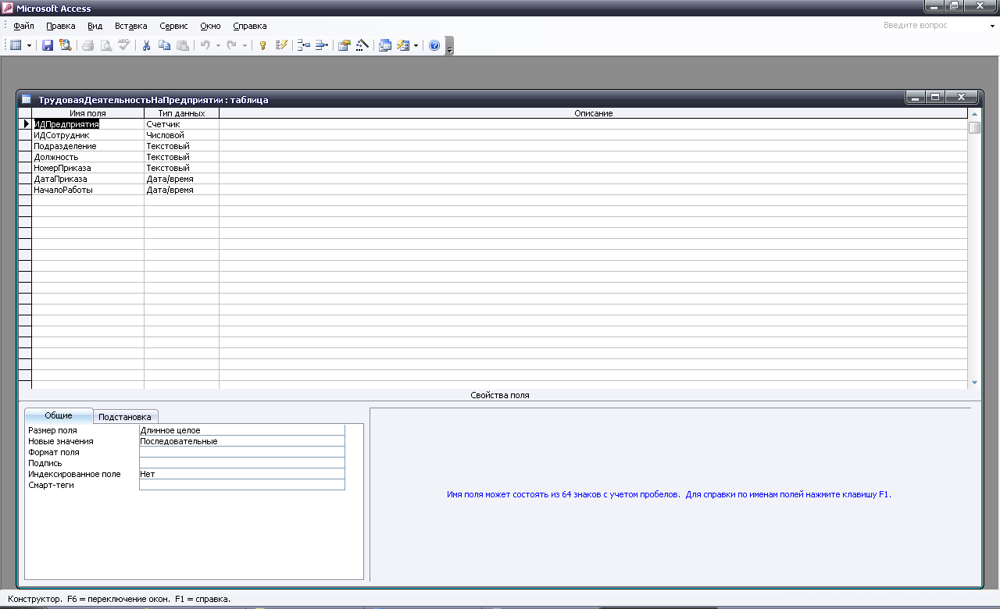 Microsoft Access
Файл Правка Вид Вставка Сервис Окно Справка Введите вопрос
ТрудоваяДеятельностьНаПредприятии : таблица
Имя поля Тип данных Описание
ИДПредприятия Счетчик
ИДСотрудник Числовой
Подразделение Текстовый
Должность Текстовый
НомерПриказа Текстовый
ДатаПриказа Дата/время
НачалоРаботы Дата/время
Свойства поля
Общие Подстановка
Размер поля Длинное целое
Новые значения Последовательные
Формат поля
Подпись
Индексированное поле Нет
Смарт-теги
Имя поля может состоять из 64 знаков с учетом пробелов. Для справки по именам полей нажмите клавишу F1.
Конструктор. F6 = переключение окон. F1 = справка.